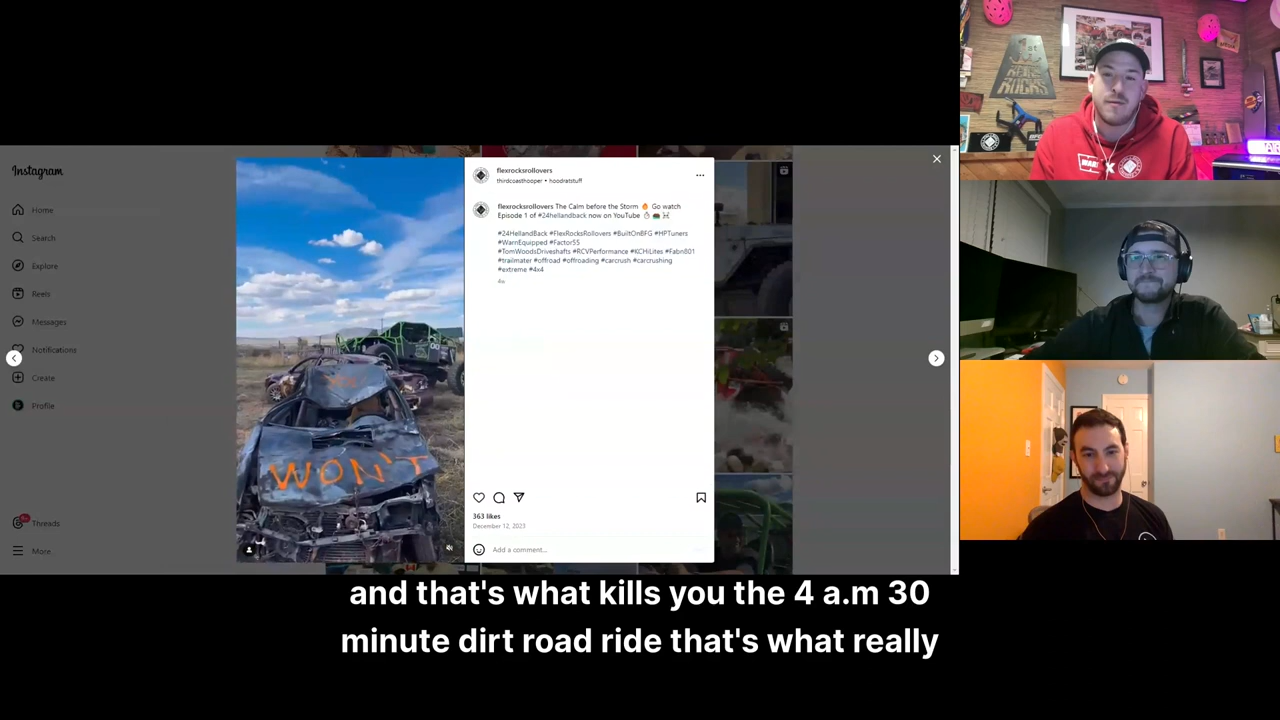 Instagram
Home
Search
Explore
Reels
Messages
Notifications
Create
Profile
Threads
More
WON'T
flexrocksrollovers
thirdcoasthooper • hoodratstuff
flexrocksrollovers The Calm before the Storm 🔥 Go watch
Episode 1 of #24hellandback now on YouTube
#24HellandBack #FlexRocksRollovers #BuiltOnBFG #HPTuners
#WarnEquipped #Factor55
#TomWoodsDriveshafts #RCVPerformance #KCHiLites #Fabn801
#trailmater #offroad #offroading #carcrush #carcrushing
#extreme #4x4
363 likes
December 12, 2023
Add a comment...
and that's what kills you the 4 a.m 30
minute dirt road ride that's what really